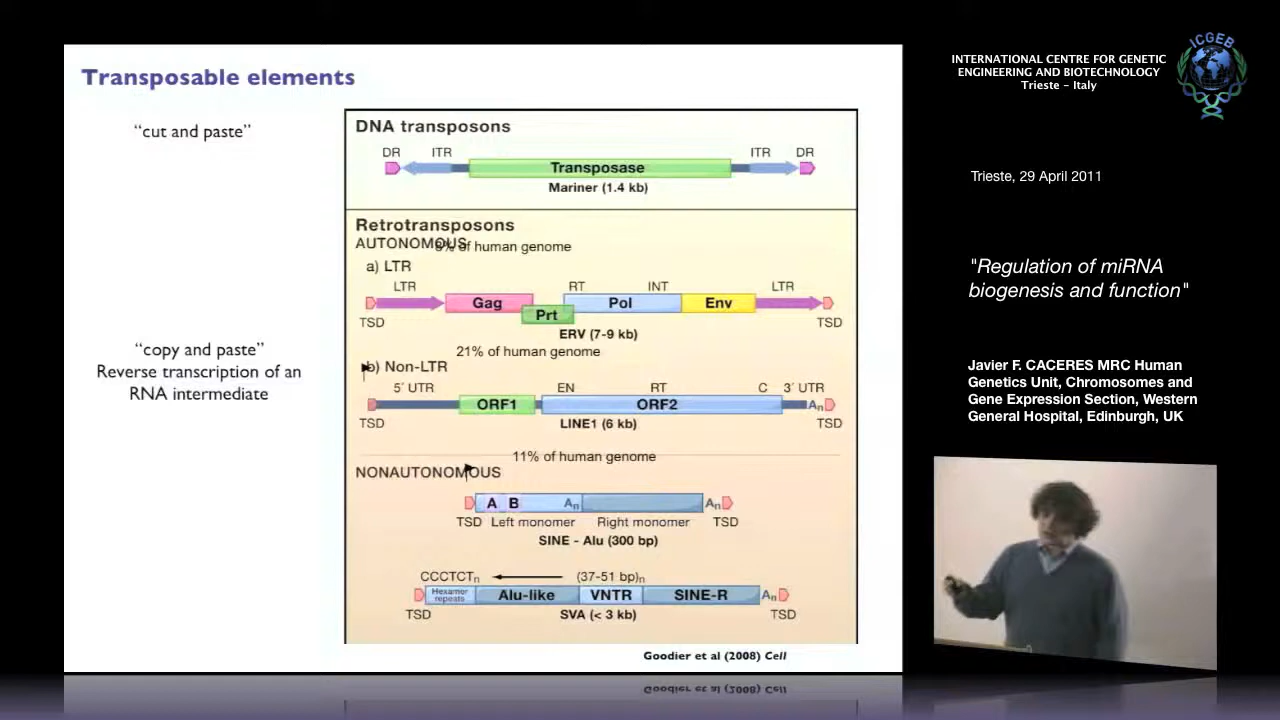 Transposable elements
"cut and paste"
DNA transposons
DR ITR ITR DR
Transposase
Mariner (1.4 kb)
Retrotransposons
AUTONOMOUS
8% of human genome
a) LTR
LTR RT INT LTR
Gag Pol Env
Prt
TSD TSD
ERV (7-9 kb)
21% of human genome
"copy and paste"
Reverse transcription of an
RNA intermediate
b) Non-LTR
5´ UTR EN RT C 3´ UTR
ORF1 ORF2 An
TSD TSD
LINE1 (6 kb)
11% of human genome
NONAUTONOMOUS
A B An An
TSD Left monomer Right monomer TSD
SINE - Alu (300 bp)
CCCTCTn (37-51 bp)n
Hexamer
repeats
Alu-like VNTR SINE-R An
TSD TSD
SVA (< 3 kb)
Goodier et al (2008) Cell
INTERNATIONAL CENTRE FOR GENETIC
ENGINEERING AND BIOTECHNOLOGY
Trieste - Italy
ICGEB
Trieste, 29 April 2011
"Regulation of miRNA
biogenesis and function"
Javier F. CACERES MRC Human
Genetics Unit, Chromosomes and
Gene Expression Section, Western
General Hospital, Edinburgh, UK